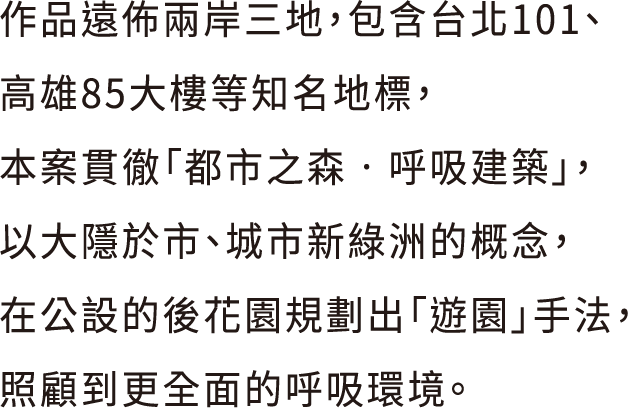 作品遠佈兩岸三地，包含台北101、
高雄85大樓等知名地標，
本案貫徹「都市之森．呼吸建築」，
以大隱於市、城市新綠洲的概念，
在公設的後花園規劃出「遊園」手法，
照顧到更全面的呼吸環境。